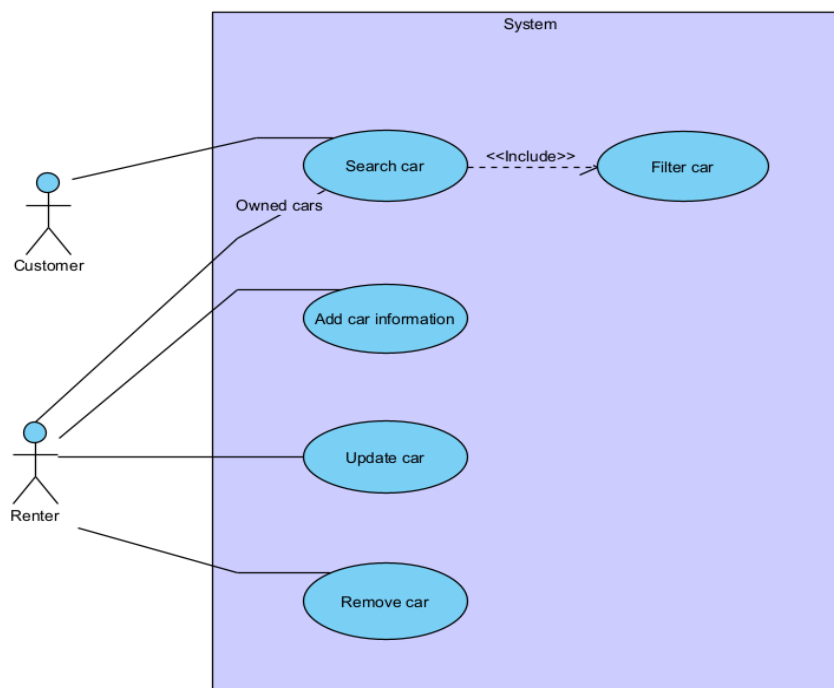 System
Search car
<<Include>>
Filter car
Owned cars
Customer
Add car information
Update car
Renter
Remove car